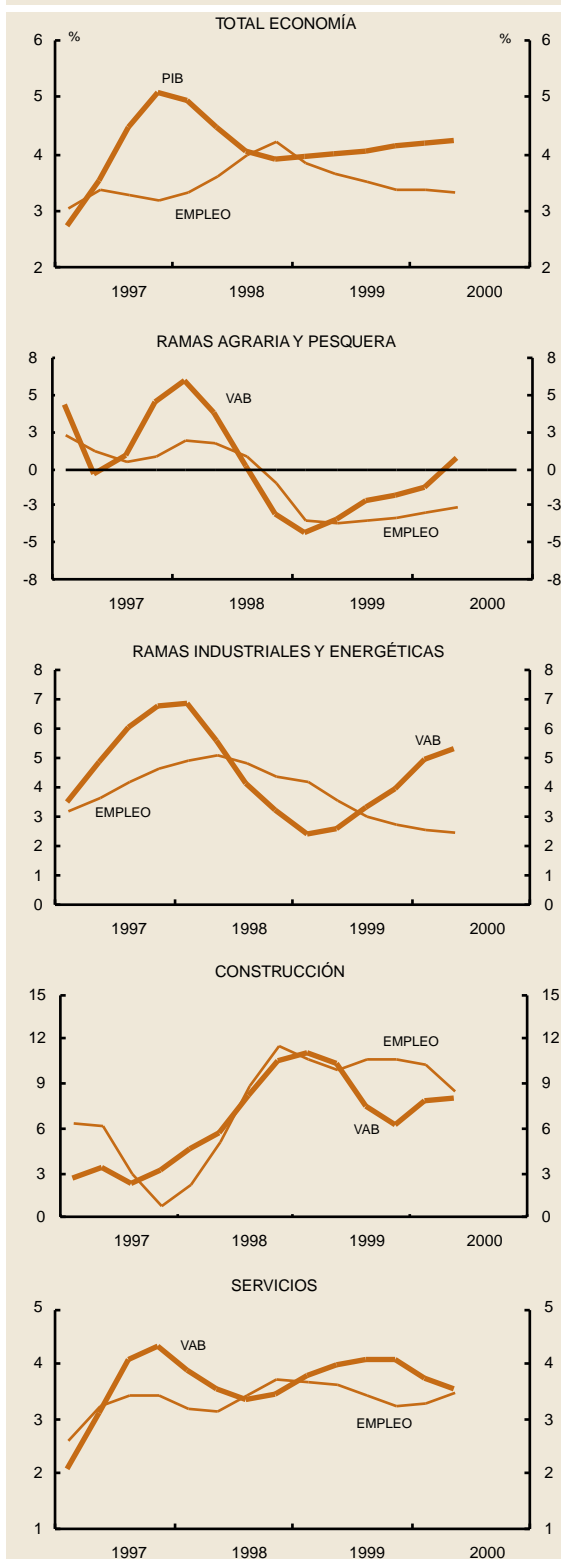 TOTAL ECONOMÍA
6 % % 6
PIB
5 5
4 4
3 3
EMPLEO
2 2
1997 1998 1999 2000
RAMAS AGRARIA Y PESQUERA
8 8
5 VAB 5
3 3
0 0
-3 -3
-5 EMPLEO -5
-8 -8
1997 1998 1999 2000
RAMAS INDUSTRIALES Y ENERGÉTICAS
8 8
7 7
6 6
VAB
5 5
4 4
EMPLEO
3 3
2 2
1 1
0 0
1997 1998 1999 2000
CONSTRUCCIÓN
15 15
12 EMPLEO 12
9 9
6 6
VAB
3 3
0 0
1997 1998 1999 2000
SERVICIOS
5 5
VAB
4 4
3 3
EMPLEO
2 2
1 1
1997 1998 1999 2000